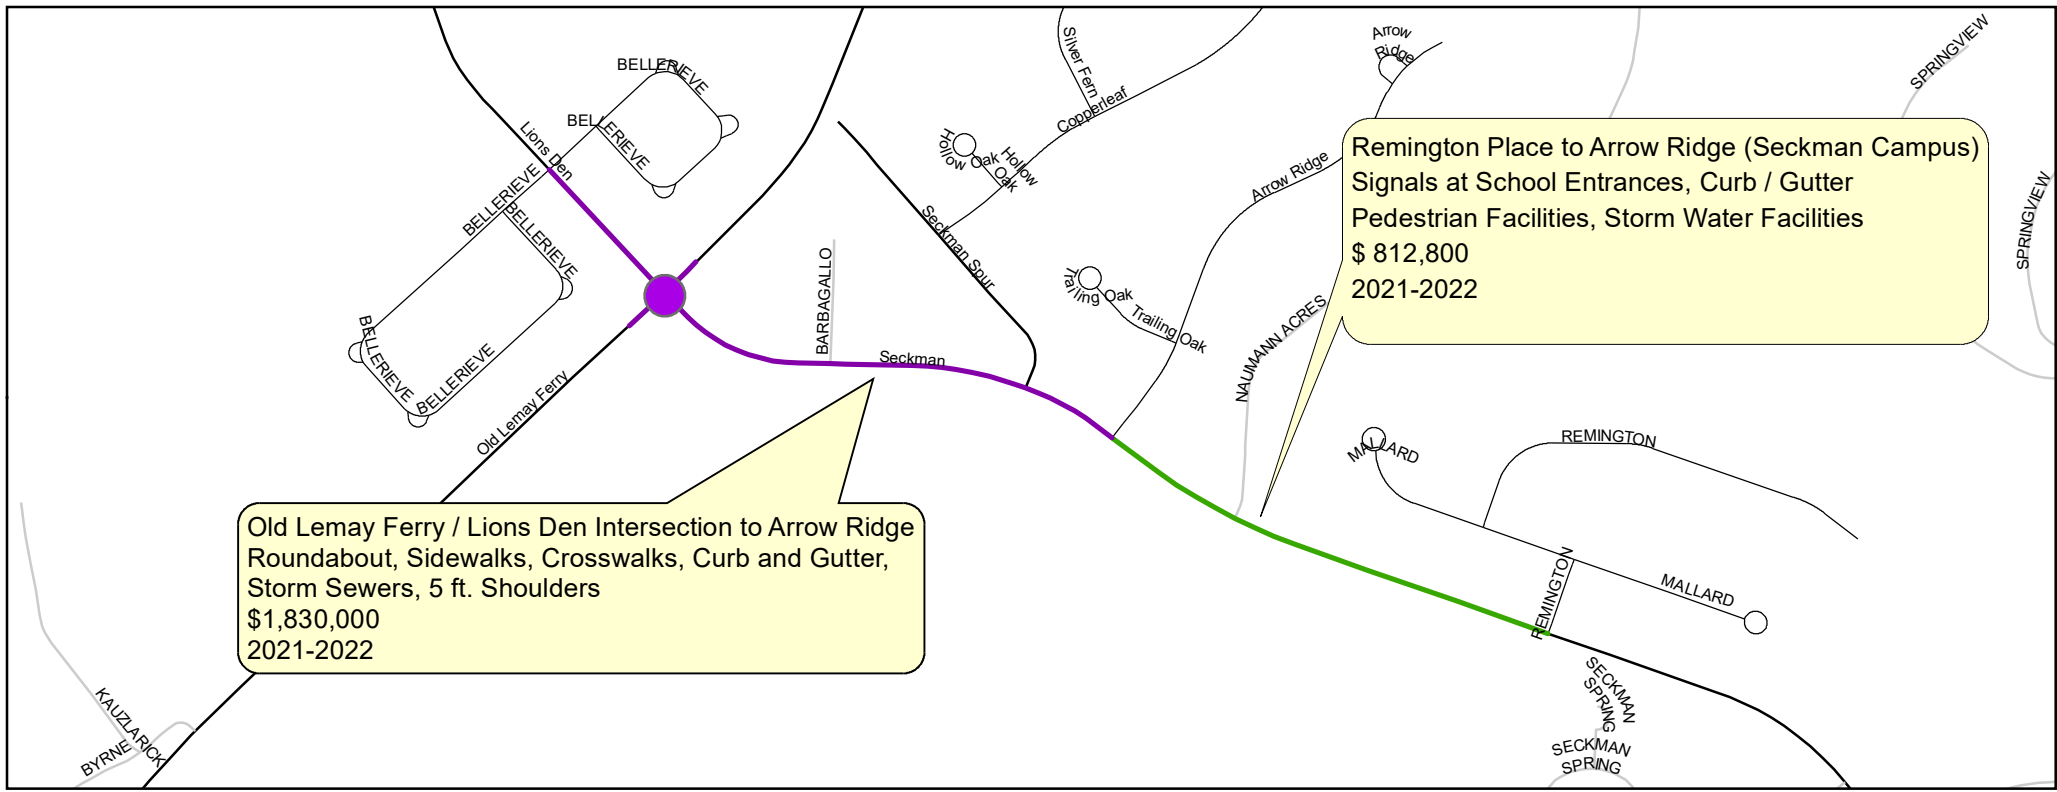 Arrow
Ridge
SPRINGVIEW
Silver Fern
BELLERIEVE
Copperleaf
BELLERIEVE
Lions Den
Hollow Oak
Hollow Oak
Remington Place to Arrow Ridge (Seckman Campus)
Signals at School Entrances, Curb / Gutter
Pedestrian Facilities, Storm Water Facilities
$ 812,800
2021-2022
Arrow Ridge
BELLERIEVE
BELLERIEVE
SPRINGVIEW
Seckman Spur
BARBAGALLO
Trailing Oak
Trailing Oak
NAUMANN ACRES
BELLERIEVE
BELLERIEVE
Seckman
Old Lemay Ferry
MALLARD
REMINGTON
Old Lemay Ferry / Lions Den Intersection to Arrow Ridge
Roundabout, Sidewalks, Crosswalks, Curb and Gutter,
Storm Sewers, 5 ft. Shoulders
$1,830,000
2021-2022
REMINGTON
MALLARD
SECKMAN
SPRING
KAUZLARICK
BYRNE
SECKMAN
SPRING